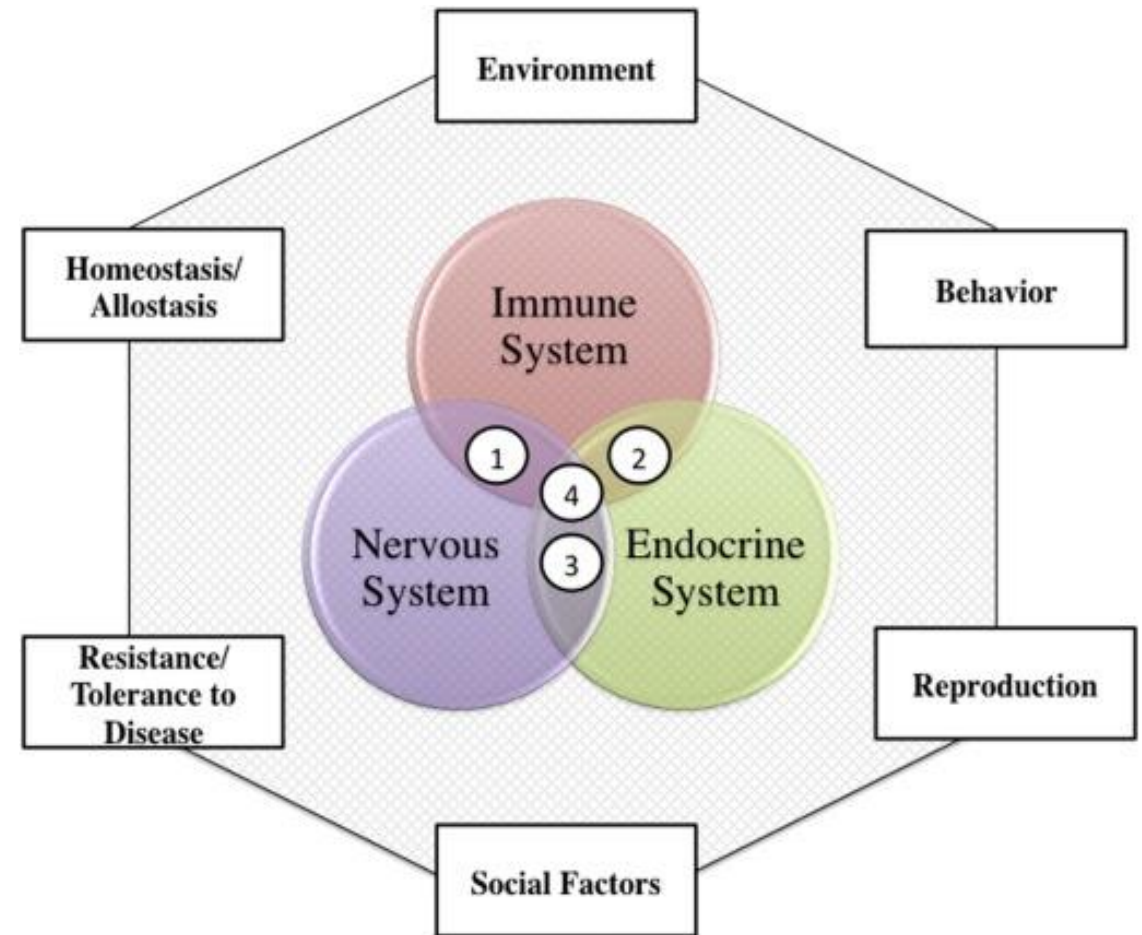 Environment
Homeostasis/
Allostasis
Behavior
Immune
System
1
2
4
3
Nervous
System
Endocrine
System
Resistance/
Tolerance to
Disease
Reproduction
Social Factors